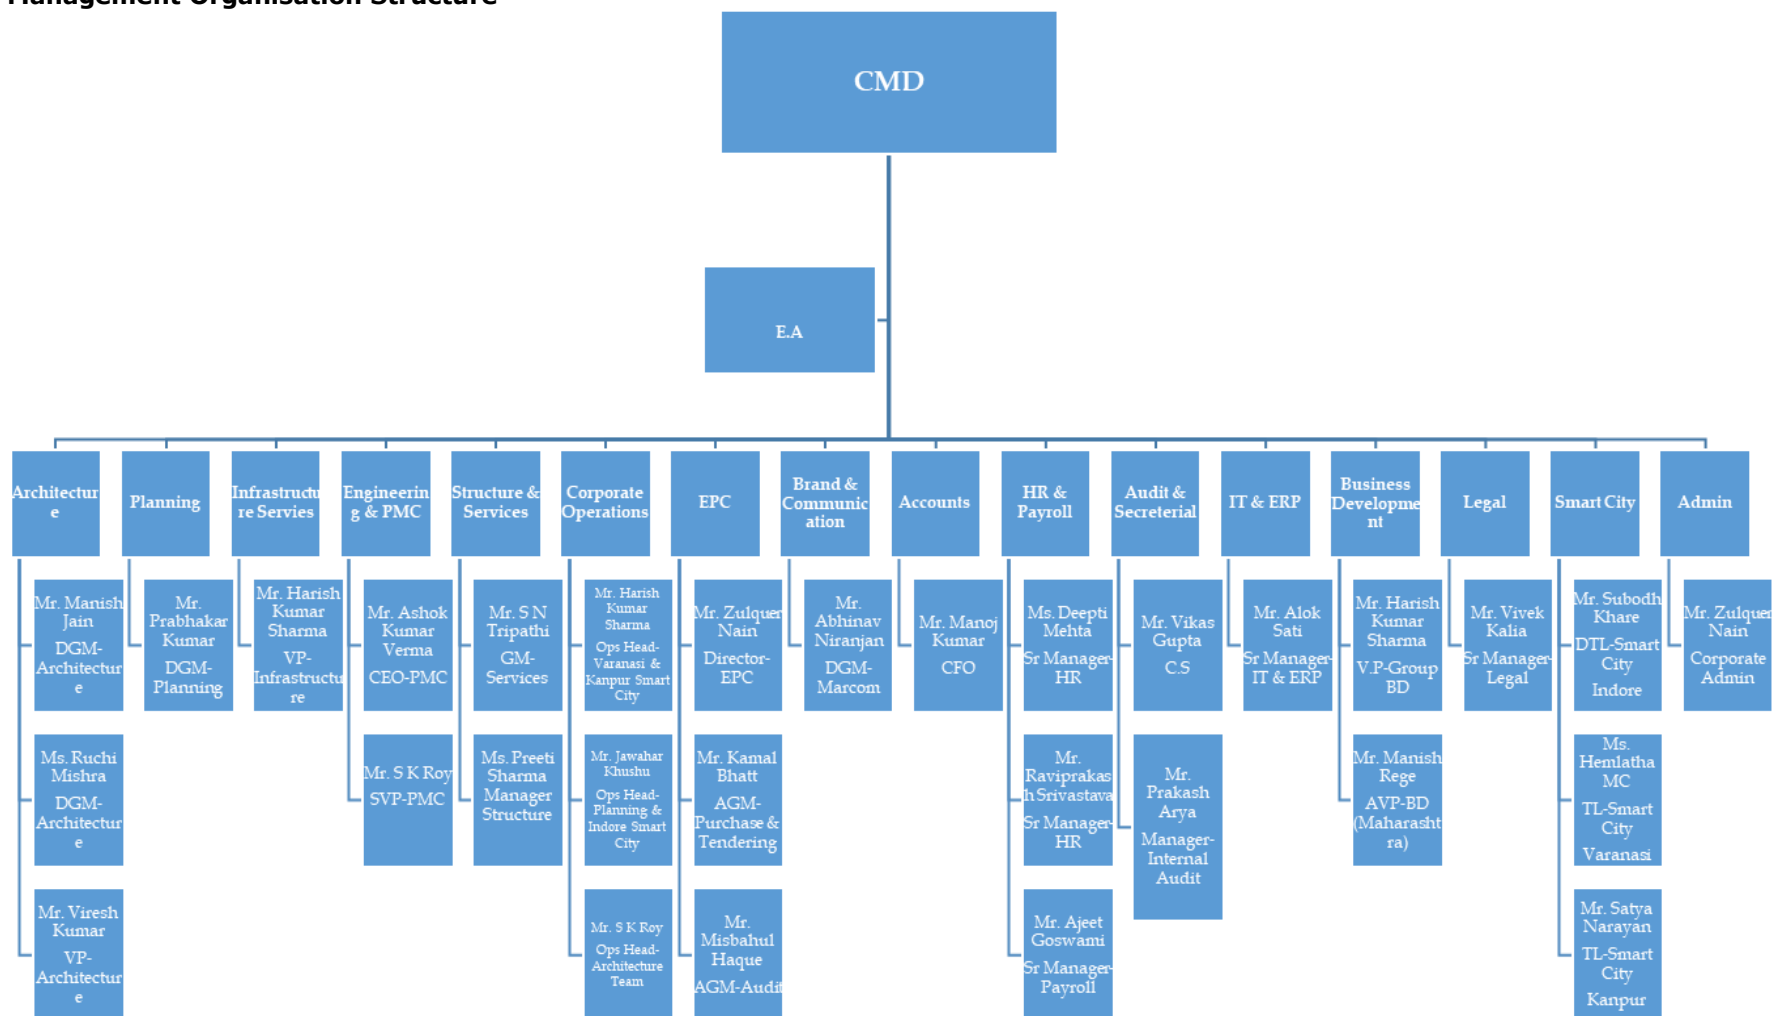 Management Organisation Structure
CMD
E.A
Architectur
e
Planning
Infrastructu
re Servies
Engineerin
g & PMC
Structure &
Services
Corporate
Operations
EPC
Brand &
Communic
ation
Accounts
HR &
Payroll
Audit &
Secreterial
IT & ERP
Business
Developme
nt
Legal
Smart City
Admin
Mr. Manish
Jain
DGM-
Architectur
e
Mr.
Prabhakar
Kumar
DGM-
Planning
Mr. Harish
Kumar
Sharma
VP-
Infrastructu
re
Mr. Ashok
Kumar
Verma
CEO-PMC
Mr. S N
Tripathi
GM-
Services
Mr. Harish
Kumar
Sharma
Ops Head-
Varanasi &
Kanpur Smart
City
Mr. Zulquer
Nain
Director-
EPC
Mr.
Abhinav
Niranjan
DGM-
Marcom
Mr. Manoj
Kumar
CFO
Ms. Deepti
Mehta
Sr Manager-
HR
Mr. Vikas
Gupta
C.S
Mr. Alok
Sati
Sr Manager-
IT & ERP
Mr. Harish
Kumar
Sharma
V.P-Group
BD
Mr. Vivek
Kalia
Sr Manager-
Legal
Mr. Subodh
Khare
DTL-Smart
City
Indore
Mr. Zulquer
Nain
Corporate
Admin
Ms. Ruchi
Mishra
DGM-
Architectur
e
Mr. S K Roy
SVP-PMC
Ms. Preeti
Sharma
Manager
Structure
Mr. Jawahar
Khushu
Ops Head-
Planning &
Indore Smart
City
Mr. Kamal
Bhatt
AGM-
Purchase &
Tendering
Mr.
Raviprakas
h Srivastava
Sr Manager-
HR
Mr.
Prakash
Arya
Manager-
Internal
Audit
Mr. Manish
Rege
AVP-BD
(Maharasht
ra)
Ms.
Hemlatha
MC
TL-Smart
City
Varanasi
Mr. Viresh
Kumar
VP-
Architectur
e
Mr. S K Roy
Ops Head-
Architecture
Team
Mr.
Misbahul
Haque
AGM-Audit
Mr. Ajeet
Goswami
Sr Manager-
Payroll
Mr. Satya
Narayan
TL-Smart
City
Kanpur